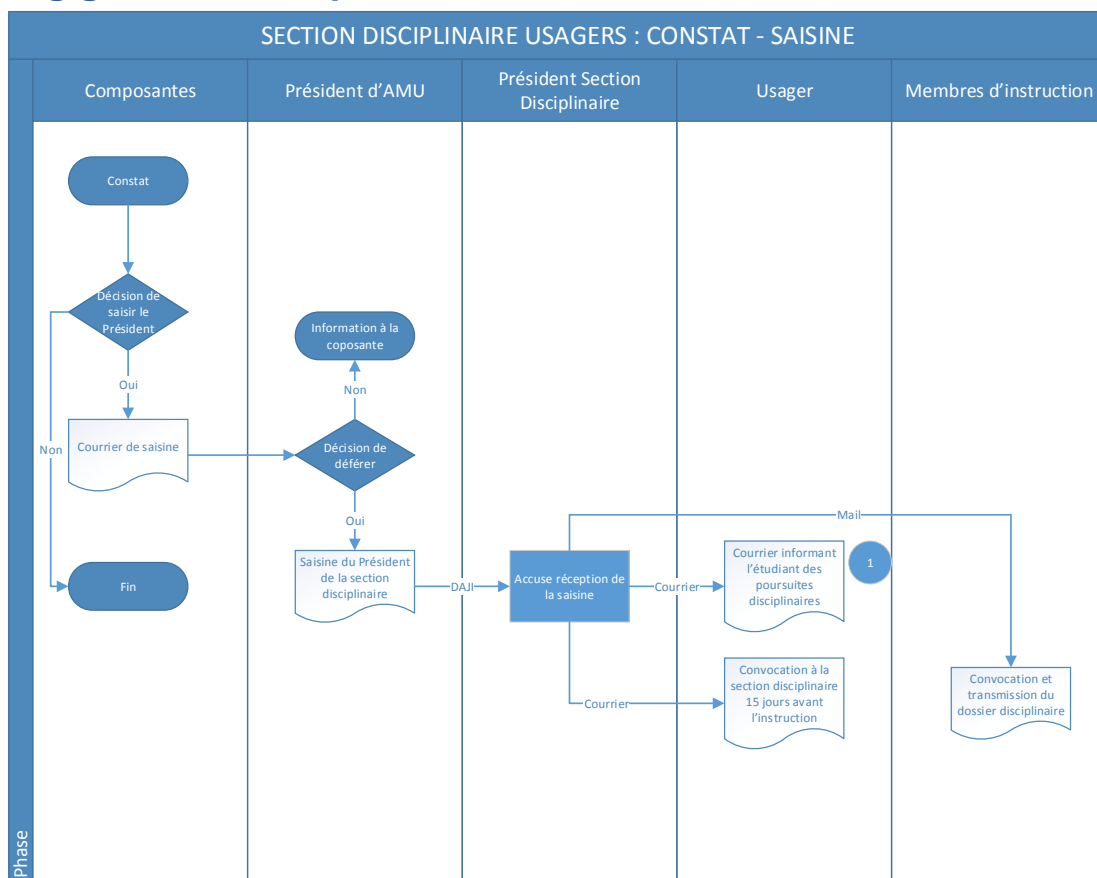 SECTION DISCIPLINAIRE USAGERS : CONSTAT - SAISINE
Composantes
Président d'AMU
Président Section
Disciplinaire
Usager
Membres d'instruction
Constat
Décision de
saisir le
Président
Oui
Non
Courrier de saisine
Fin
Information à la
coposante
Non
Décision de
déférer
Oui
Saisine du Président
de la section
disciplinaire
DAJI
Accuse réception de
la saisine
Mail
Courrier
Courrier informant
l'étudiant des
poursuites
disciplinaires
1
Courrier
Convocation à la
section disciplinaire
15 jours avant
l'instruction
Convocation et
transmission du
dossier disciplinaire
Phase